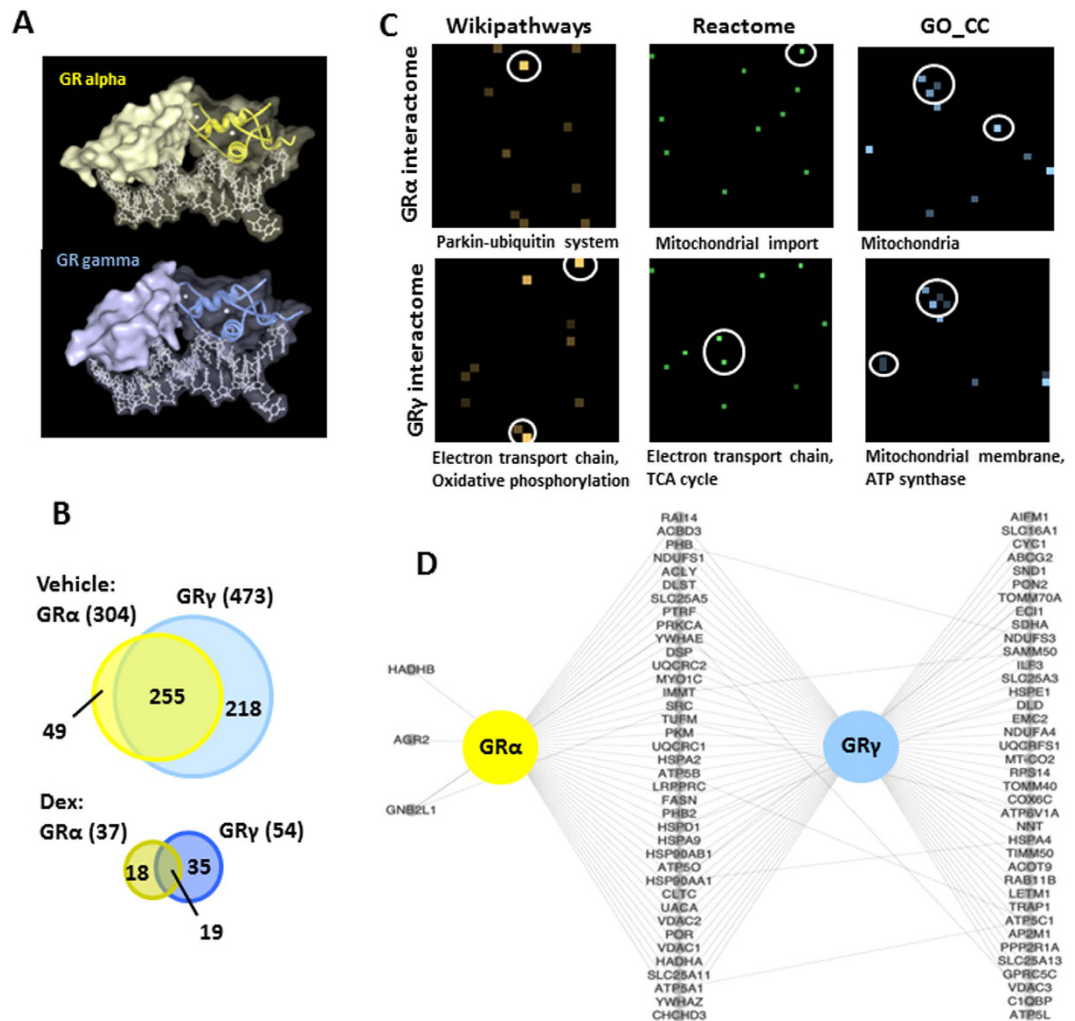 A
GR alpha
GR gamma
B
Vehicle:
GRα (304)
GRγ (473)
49
255
218
Dex:
GRα (37)
GRγ (54)
18
35
19
C
Wikipathways
Reactome
GO_CC
GRα interactome
Parkin-ubiquitin system
Mitochondrial import
Mitochondria
GRγ interactome
Electron transport chain,
Oxidative phosphorylation
Electron transport chain,
TCA cycle
Mitochondrial membrane,
ATP synthase
D
HADHB
AGR2
GNB2L1
GRα
RAI14
ACBD3
PHB
NDUFS1
ACLY
DLST
SLC25A5
PTRF
PRKCA
YWHAE
DSP
UQCRC2
MYO1C
IMMT
SRC
TUFM
PKM
UQCRC1
HSPA2
ATP5B
LRPPRC
FASN
PHB2
HSPD1
HSPA9
HSP90AB1
ATP5O
HSP90AA1
CLTC
UACA
VDAC2
POR
VDAC1
HADHA
SLC25A11
ATP5A1
YWHAZ
CHCHD3
GRγ
AIFM1
SLC16A1
CYC1
ABCG2
SND1
PON2
TOMM70A
ECI1
SDHA
NDUFS3
SAMM50
ILF3
SLC25A3
HSPE1
DLD
EMC2
NDUFA4
UQCRFS1
MT-CO2
RPS14
TOMM40
COX6C
ATP6V1A
NNT
HSPA4
TIMM50
ACOT9
RAB11B
LETM1
TRAP1
ATP5C1
AP2M1
PPP2R1A
SLC25A13
GPRC5C
VDAC3
C1QBP
ATP5L